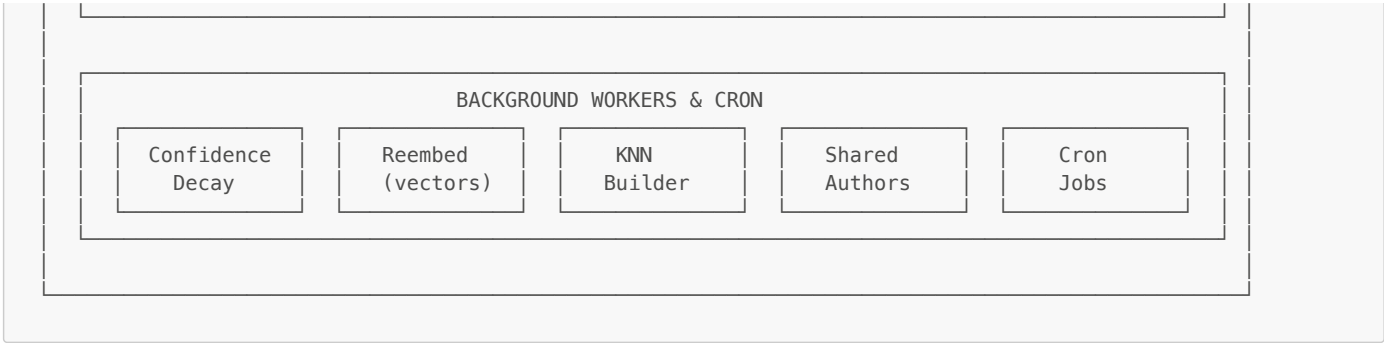 BACKGROUND WORKERS & CRON
Confidence Reembed KNN Shared Cron
Decay (vectors) Builder Authors Jobs